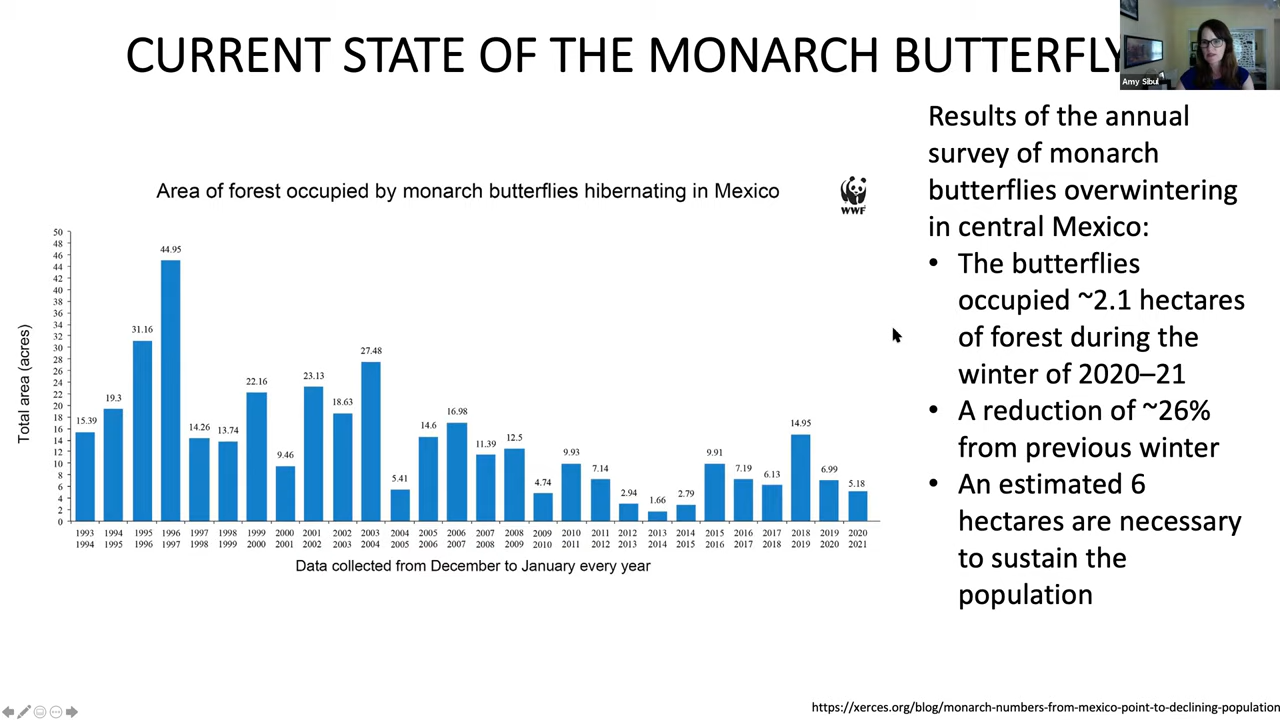 CURRENT STATE OF THE MONARCH BUTTERFLY
Amy Sibul
Area of forest occupied by monarch butterflies hibernating in Mexico
WWF
Total area (acres)
50
48
46
44
42
40
38
36
34
32
30
28
26
24
22
20
18
16
14
12
10
8
6
4
2
0
15.39
19.3
31.16
44.95
14.26
13.74
22.16
9.46
23.13
18.63
27.48
5.41
14.6
16.98
11.39
12.5
4.74
9.93
7.14
2.94
1.66
2.79
9.91
7.19
6.13
14.95
6.99
5.18
1993 1994 1995 1996 1997 1998 1999 2000 2001 2002 2003 2004 2005 2006 2007 2008 2009 2010 2011 2012 2013 2014 2015 2016 2017 2018 2019 2020
1994 1995 1996 1997 1998 1999 2000 2001 2002 2003 2004 2005 2006 2007 2008 2009 2010 2011 2012 2013 2014 2015 2016 2017 2018 2019 2020 2021
Data collected from December to January every year
Results of the annual
survey of monarch
butterflies overwintering
in central Mexico:
• The butterflies
occupied ~2.1 hectares
of forest during the
winter of 2020–21
• A reduction of ~26%
from previous winter
• An estimated 6
hectares are necessary
to sustain the
population
https://xerces.org/blog/monarch-numbers-from-mexico-point-to-declining-population